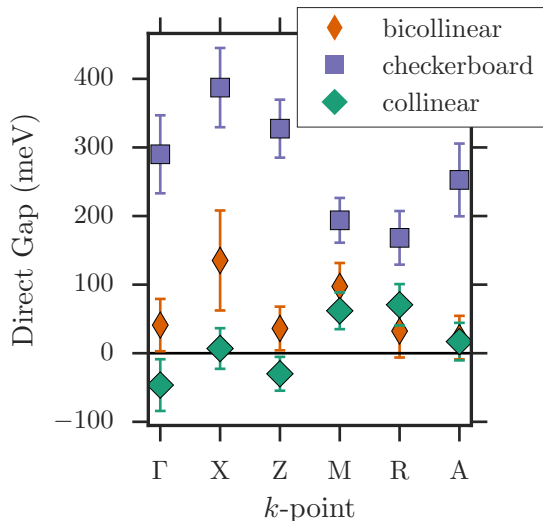 bicollinear
checkerboard
collinear
400
300
200
100
0
−100
Direct Gap (meV)
Γ X Z M R A
k-point